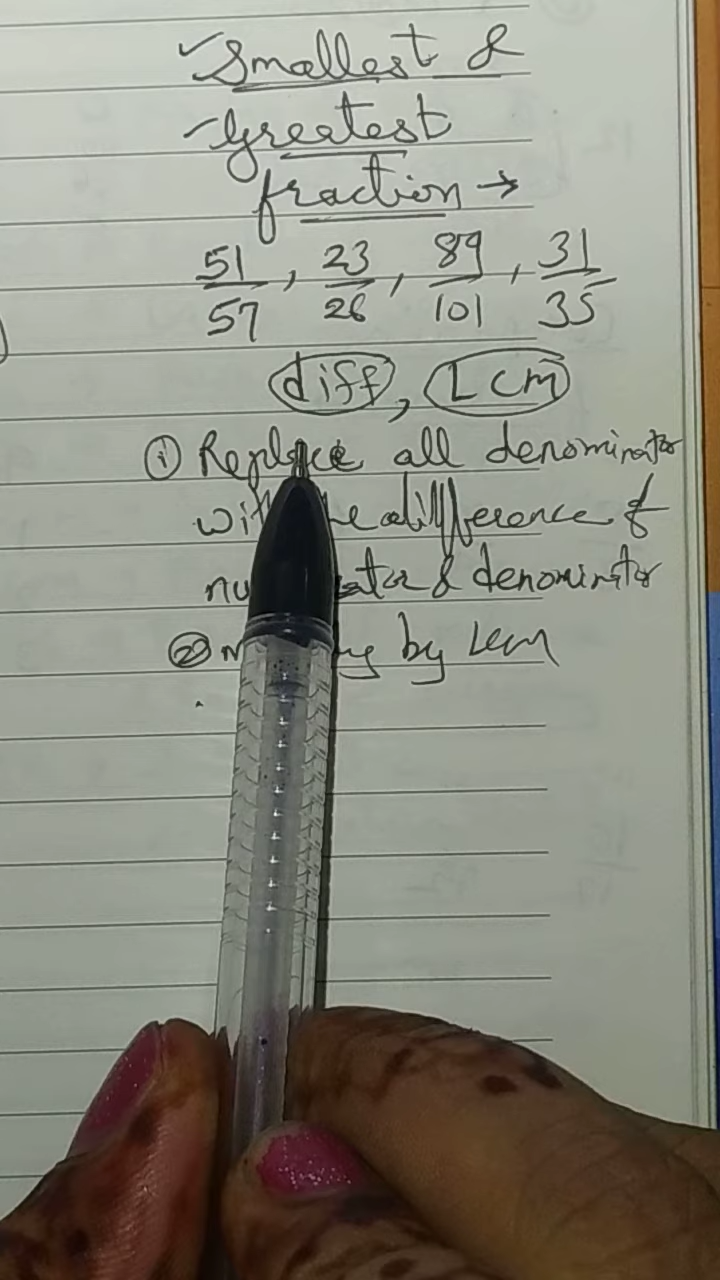 Smallest &
Greatest
fraction →
51/57, 23/26, 89/101, 31/35
diff, LCM
① Replace all denominator
difference of
& denominator
② by LCM